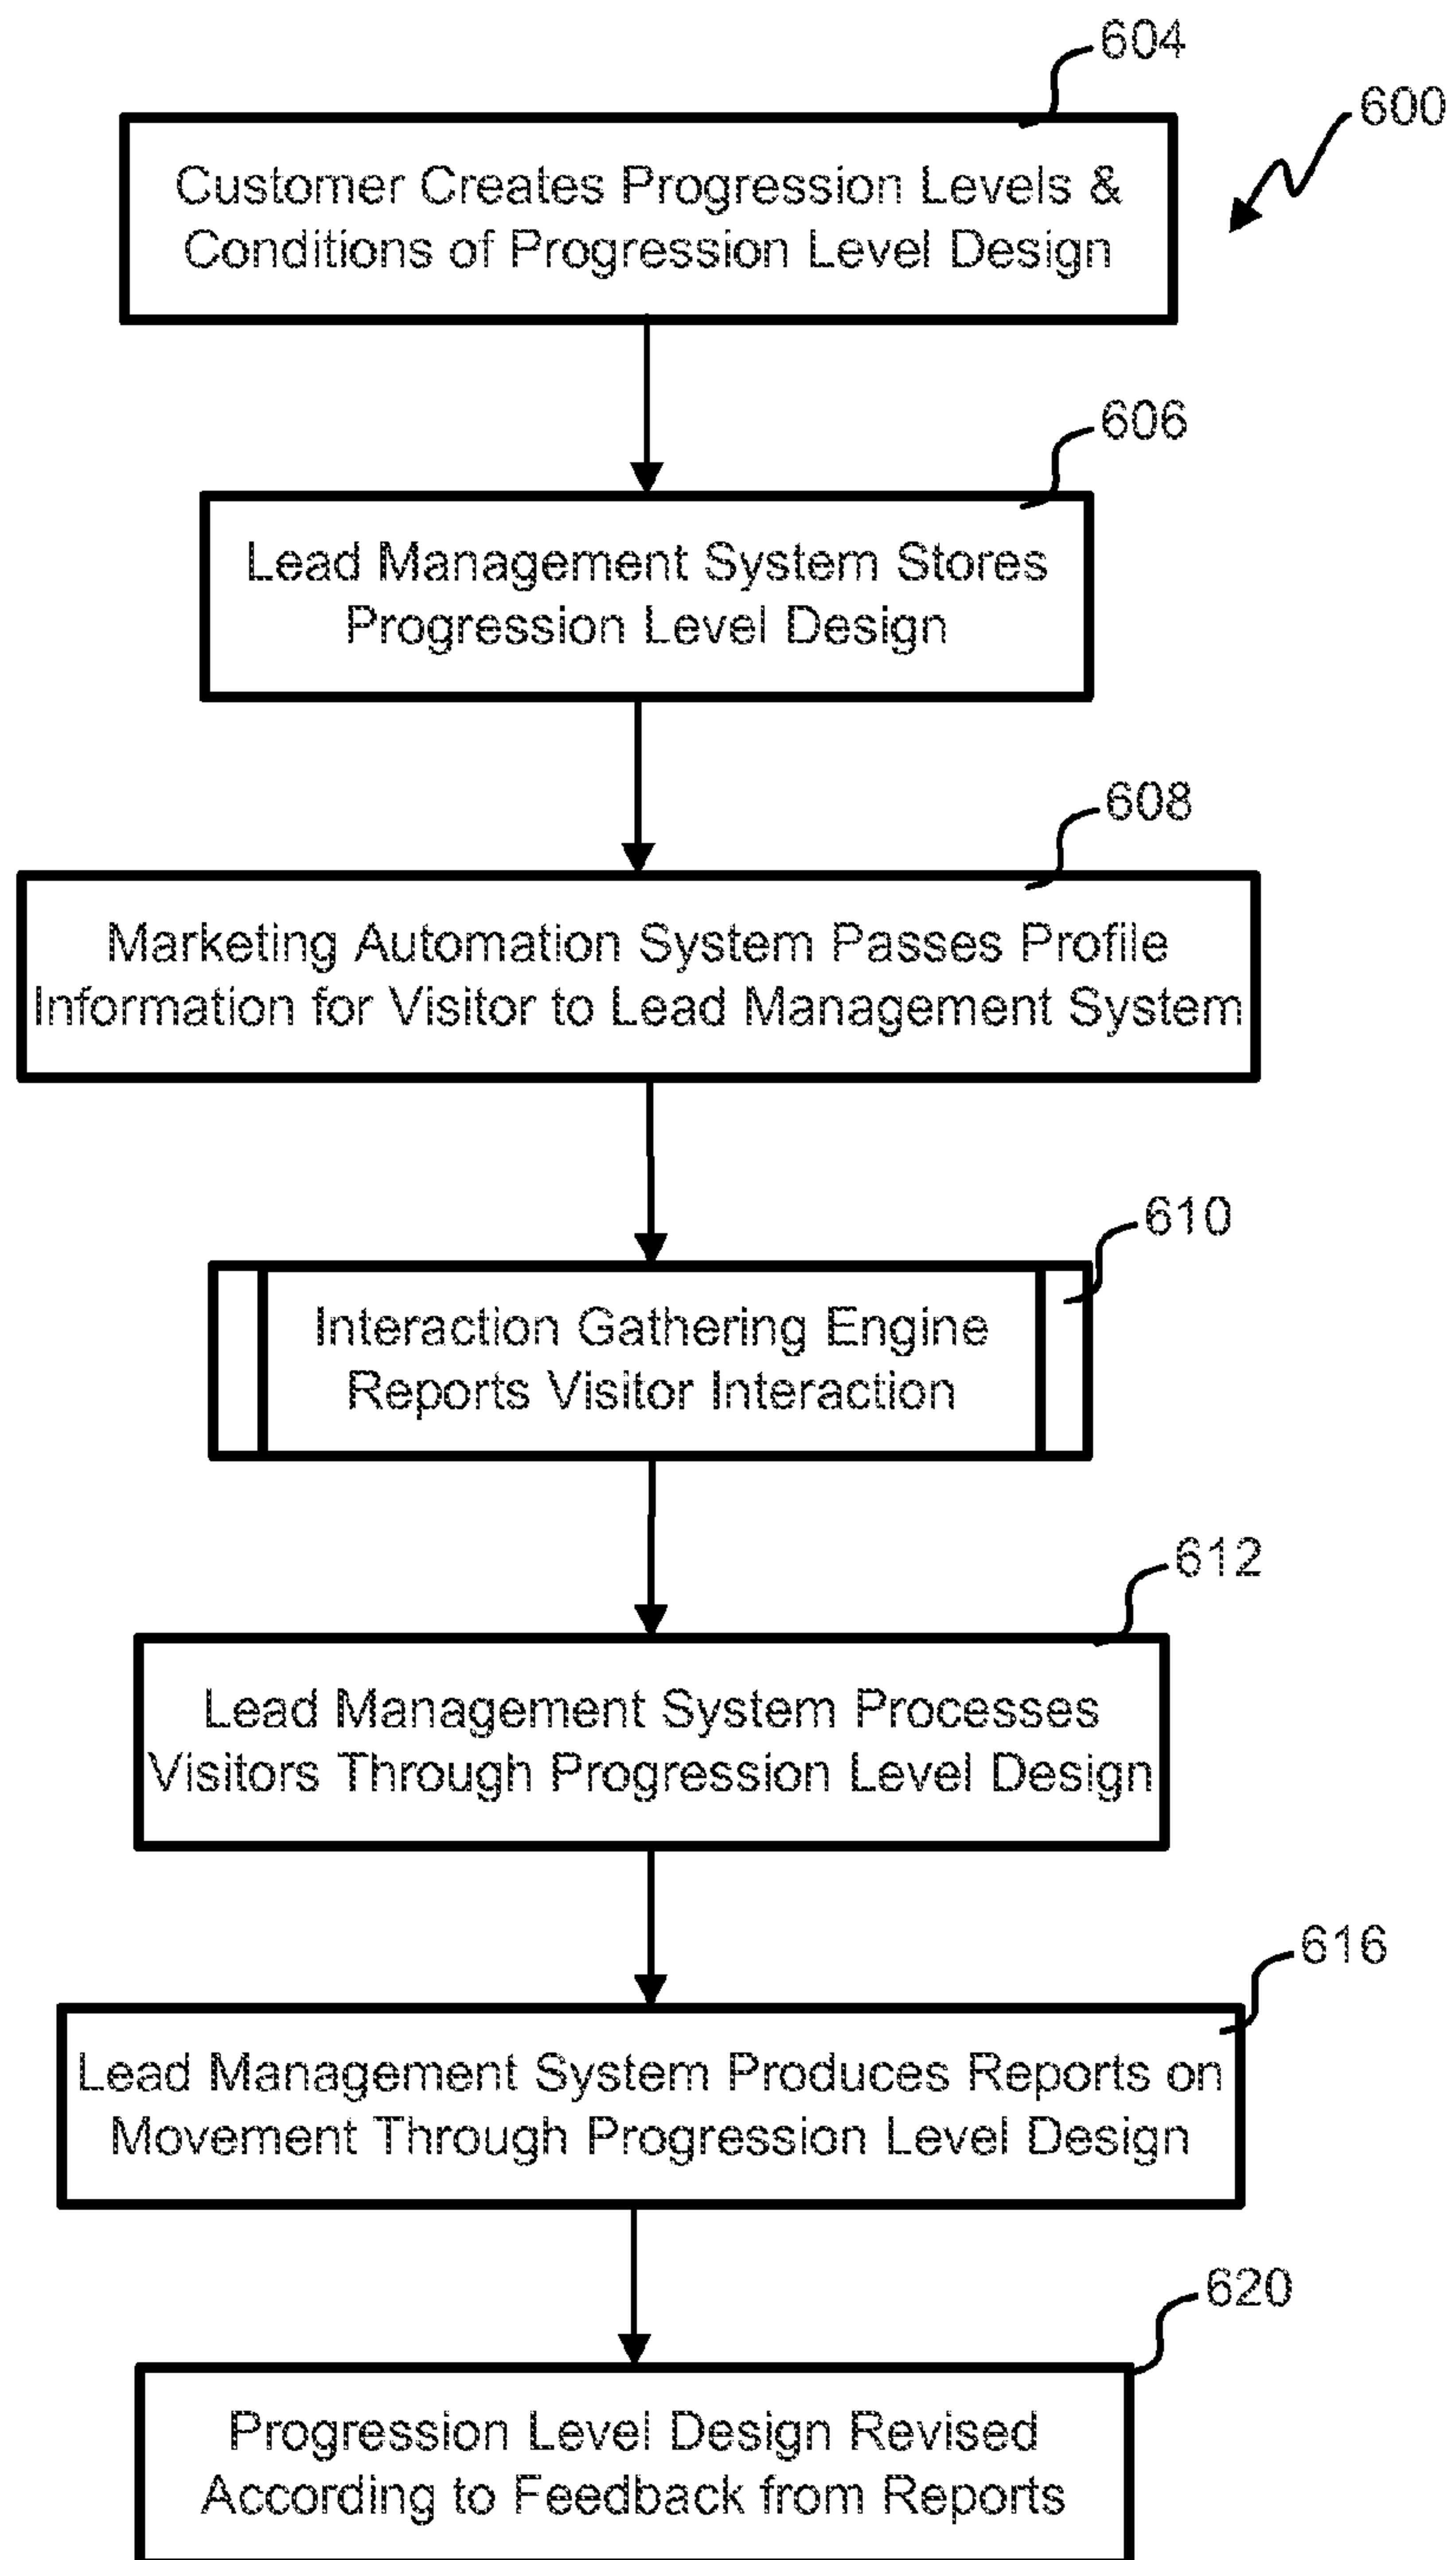 604
600
Customer Creates Progression Levels &
Conditions of Progression Level Design
606
Lead Management System Stores
Progression Level Design
608
Marketing Automation System Passes Profile
Information for Visitor to Lead Management System
610
Interaction Gathering Engine
Reports Visitor Interaction
612
Lead Management System Processes
Visitors Through Progression Level Design
616
Lead Management System Produces Reports on
Movement Through Progression Level Design
620
Progression Level Design Revised
According to Feedback from Reports